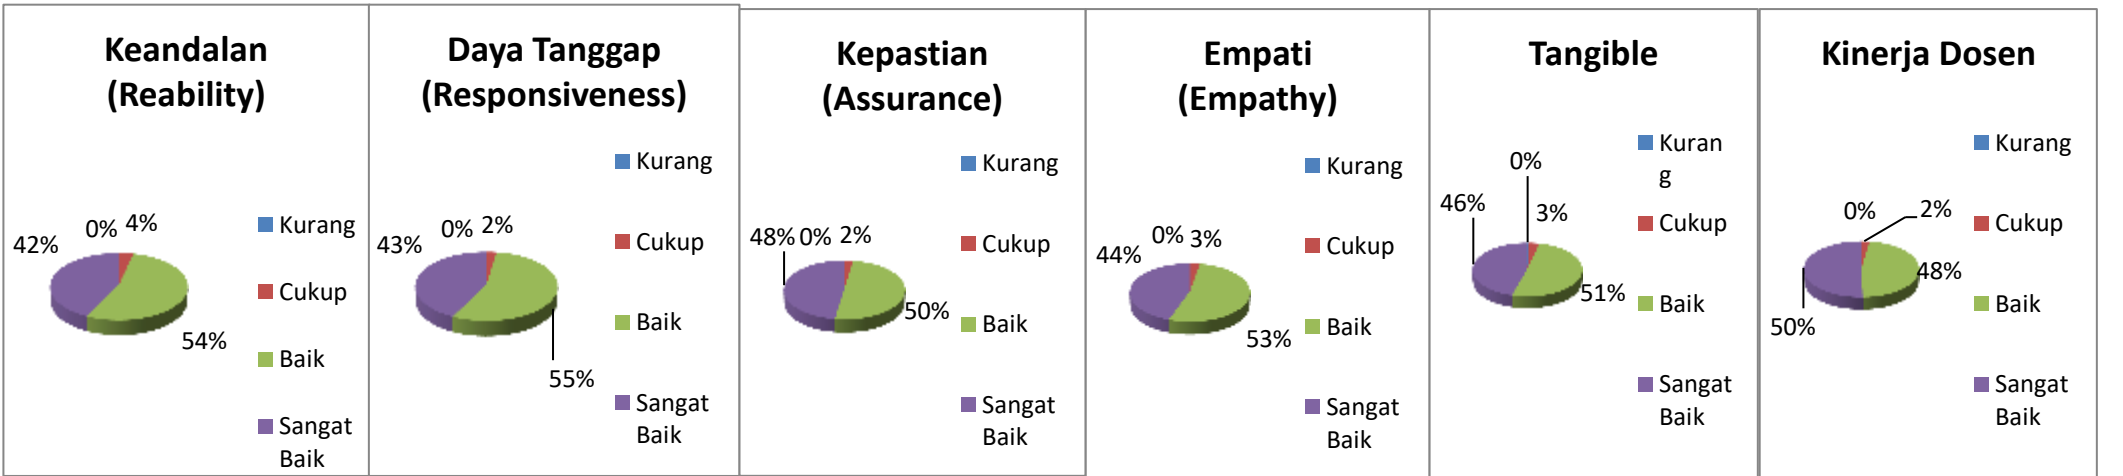 Keandalan
(Reability)
42%
0%
4%
54%
Kurang
Cukup
Baik
Sangat
Baik
Daya Tanggap
(Responsiveness)
43%
0%
2%
55%
Kurang
Cukup
Baik
Sangat
Baik
Kepastian
(Assurance)
48%
0%
2%
50%
Kurang
Cukup
Baik
Sangat
Baik
Empati
(Empathy)
44%
0%
3%
53%
Kurang
Cukup
Baik
Sangat
Baik
Tangible
0%
46%
3%
51%
Kuran
g
Cukup
Baik
Sangat
Baik
Kinerja Dosen
0%
2%
48%
50%
Kurang
Cukup
Baik
Sangat
Baik